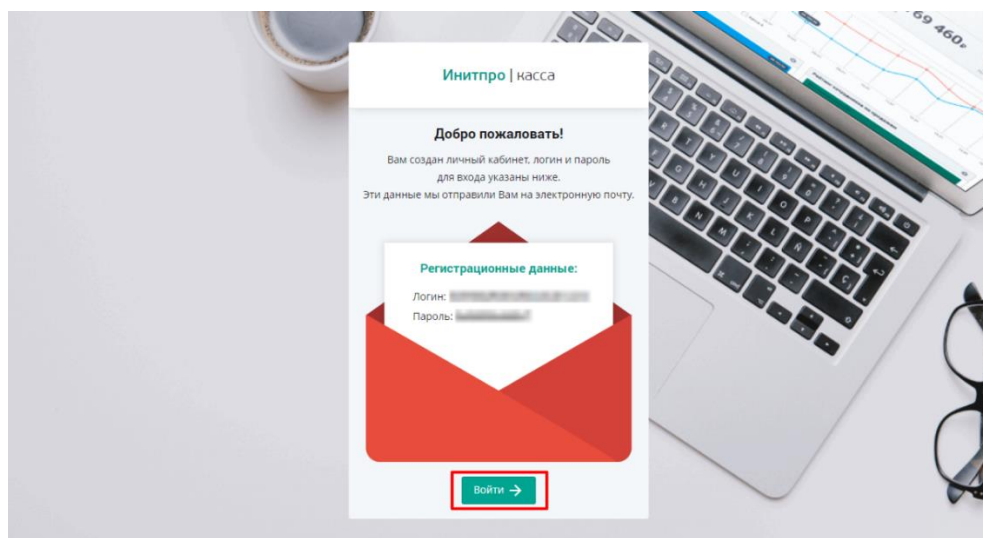 Инитпро | касса
Добро пожаловать!
Вам создан личный кабинет, логин и пароль
для входа указаны ниже.
Эти данные мы отправили Вам на электронную почту.
Регистрационные данные:
Логин:
Пароль:
Войти →